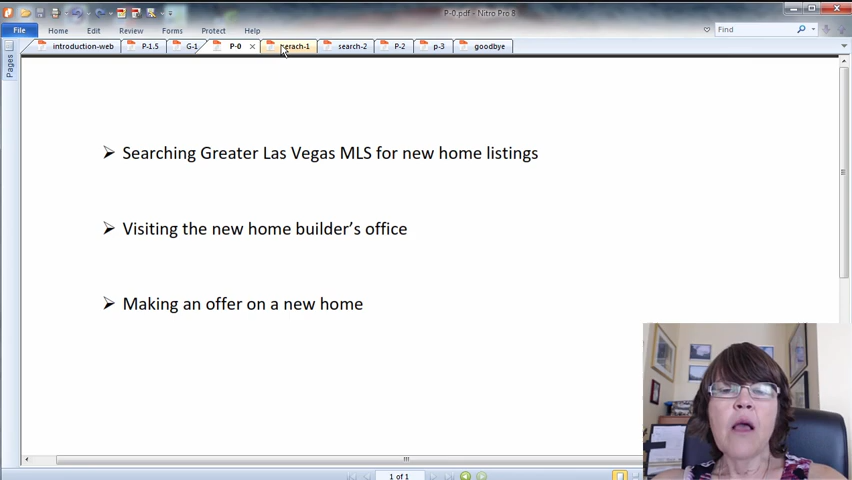 P-0.pdf - Nitro Pro 8
File Home Edit Review Forms Protect Help Find
introduction-web P-1.5 G-1 P-0 serach-1 search-2 P-2 p-3 goodbye
Pages
Searching Greater Las Vegas MLS for new home listings
Visiting the new home builder’s office
Making an offer on a new home
1 of 1